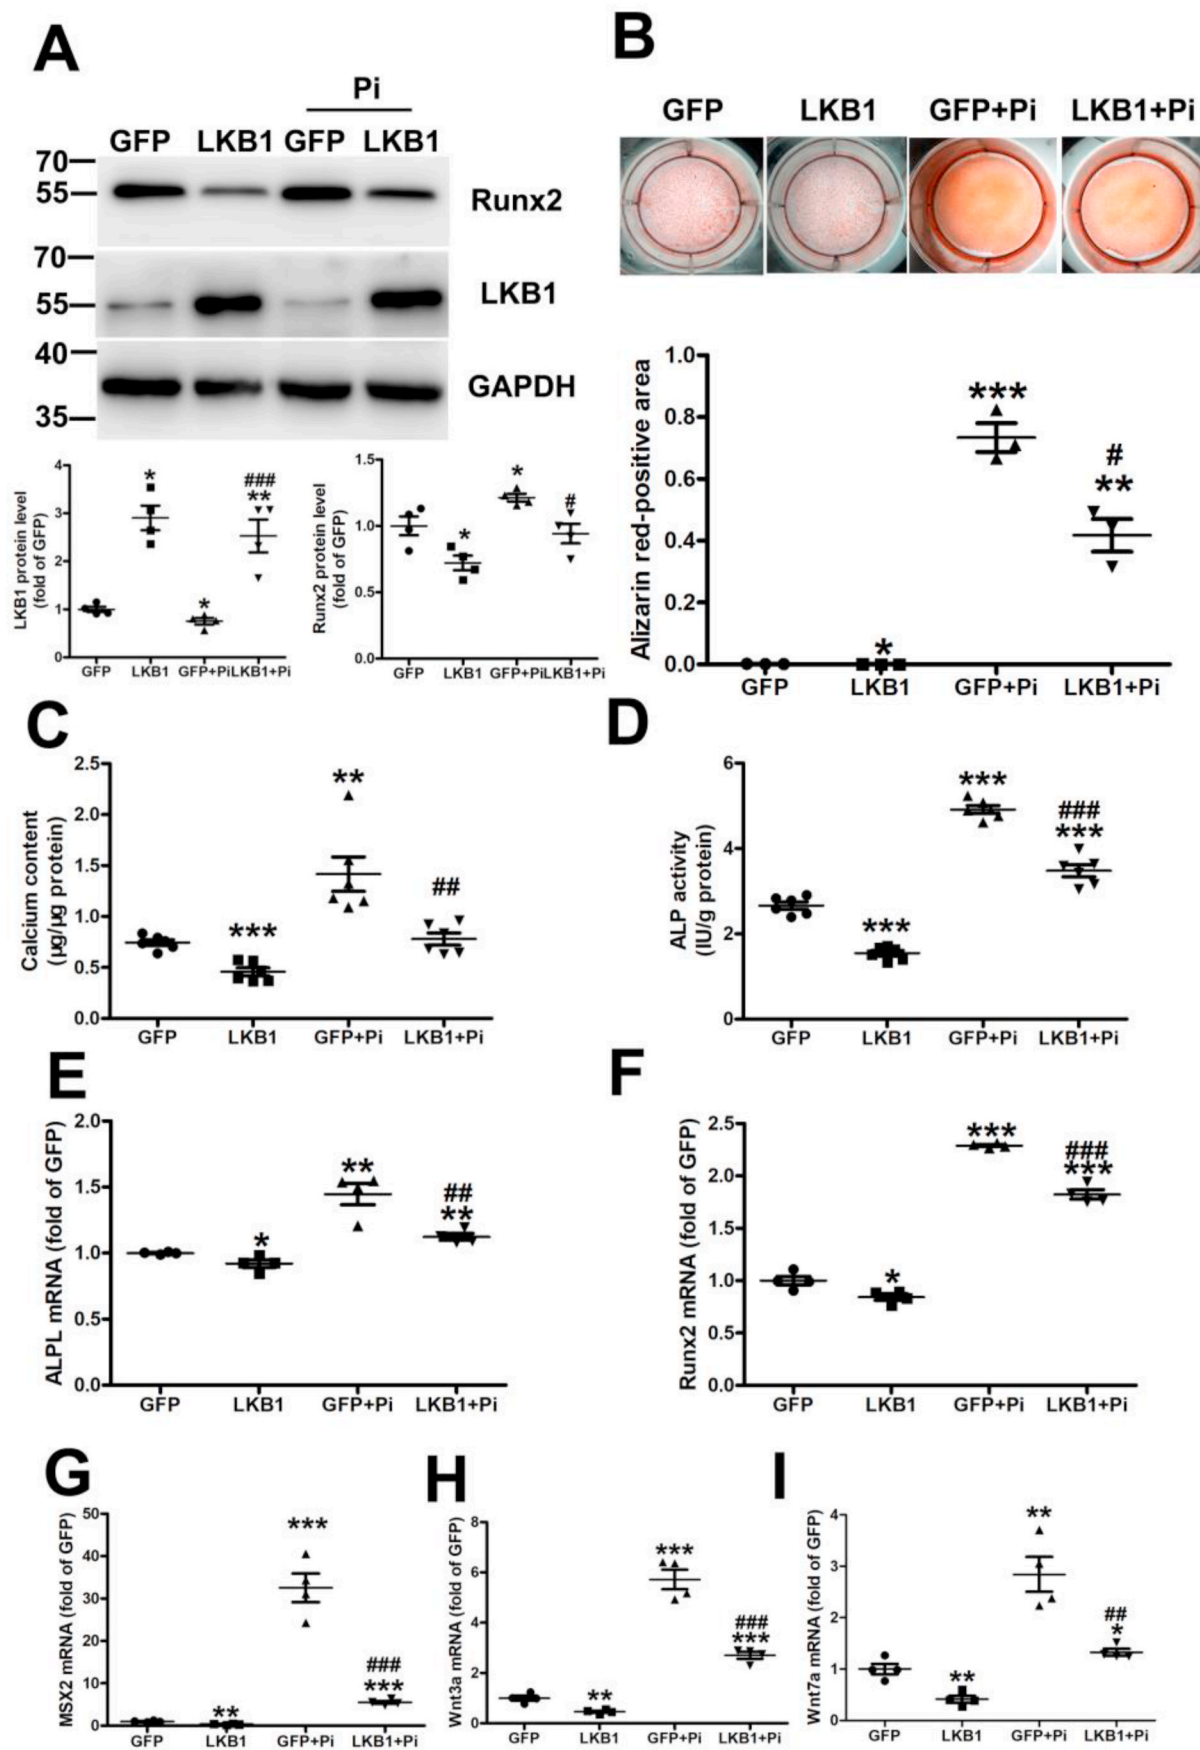 A
Pi
GFP LKB1 GFP LKB1
70
55
Runx2
70
55
LKB1
40
35
GAPDH
LKB1 protein level
(fold of GFP)
4
3
2
1
0
*
*
###
**
GFP LKB1 GFP+Pi LKB1+Pi
Runx2 protein level
(fold of GFP)
1.5
1.0
0.5
0.0
*
*
#
GFP LKB1 GFP+Pi LKB1+Pi
B
GFP LKB1 GFP+Pi LKB1+Pi
Alizarin red-positive area
1.0
0.8
0.6
0.4
0.2
0.0
*
***
#
**
GFP LKB1 GFP+Pi LKB1+Pi
C
Calcium content
(µg/µg protein)
2.5
2.0
1.5
1.0
0.5
0.0
***
**
##
GFP LKB1 GFP+Pi LKB1+Pi
D
ALP activity
(IU/g protein)
6
4
2
0
***
***
###
***
GFP LKB1 GFP+Pi LKB1+Pi
E
ALPL mRNA (fold of GFP)
2.0
1.5
1.0
0.5
0.0
*
**
##
**
GFP LKB1 GFP+Pi LKB1+Pi
F
Runx2 mRNA (fold of GFP)
2.5
2.0
1.5
1.0
0.5
0.0
*
***
###
***
GFP LKB1 GFP+Pi LKB1+Pi
G
MSX2 mRNA (fold of GFP)
50
40
30
20
10
0
**
***
###
***
GFP LKB1 GFP+Pi LKB1+Pi
H
Wnt3a mRNA (fold of GFP)
8
6
4
2
0
**
***
###
***
GFP LKB1 GFP+Pi LKB1+Pi
I
Wnt7a mRNA (fold of GFP)
4
3
2
1
0
**
**
##
*
GFP LKB1 GFP+Pi LKB1+Pi